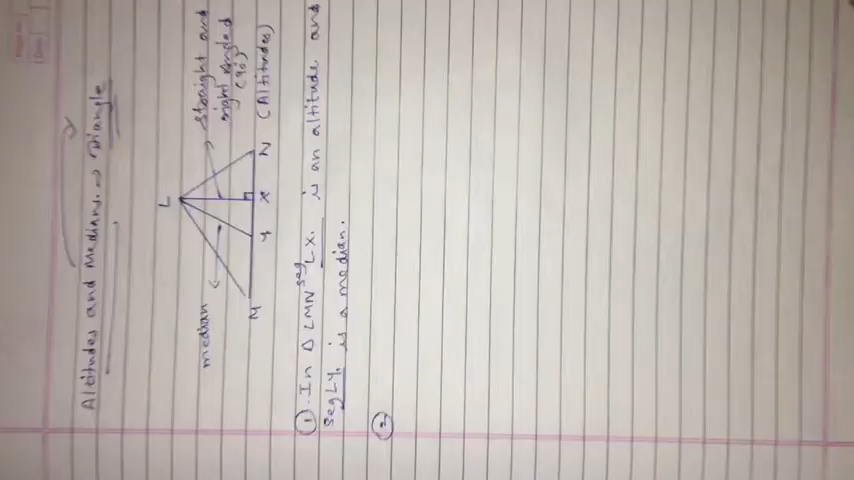 Altitudes and medians. → Triangle
L
Straight and
right angled
(90°)
(Altitudes)
median
M
Y
X
N
① In Δ LMN seg LX. is an altitude and
seg LY. is a median.
②